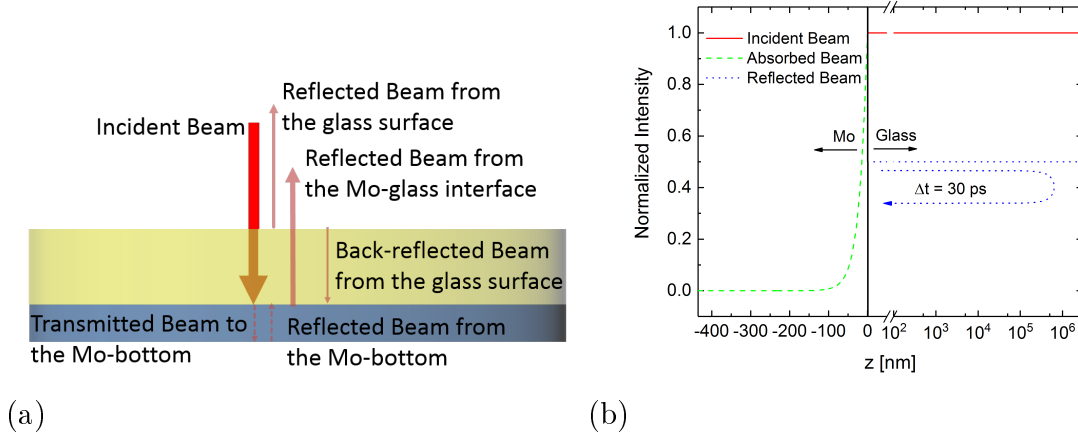 Incident Beam
Reflected Beam from
the glass surface
Reflected Beam from
the Mo-glass interface
Back-reflected Beam
from the glass surface
Transmitted Beam to
the Mo-bottom
Reflected Beam from
the Mo-bottom
(a)
Normalized Intensity
1.0
0.8
0.6
0.4
0.2
0.0
Incident Beam
Absorbed Beam
Reflected Beam
Mo
Glass
Δt = 30 ps
-400 -300 -200 -100 0 10² 10³ 10⁴ 10⁵ 10⁶
z [nm]
(b)